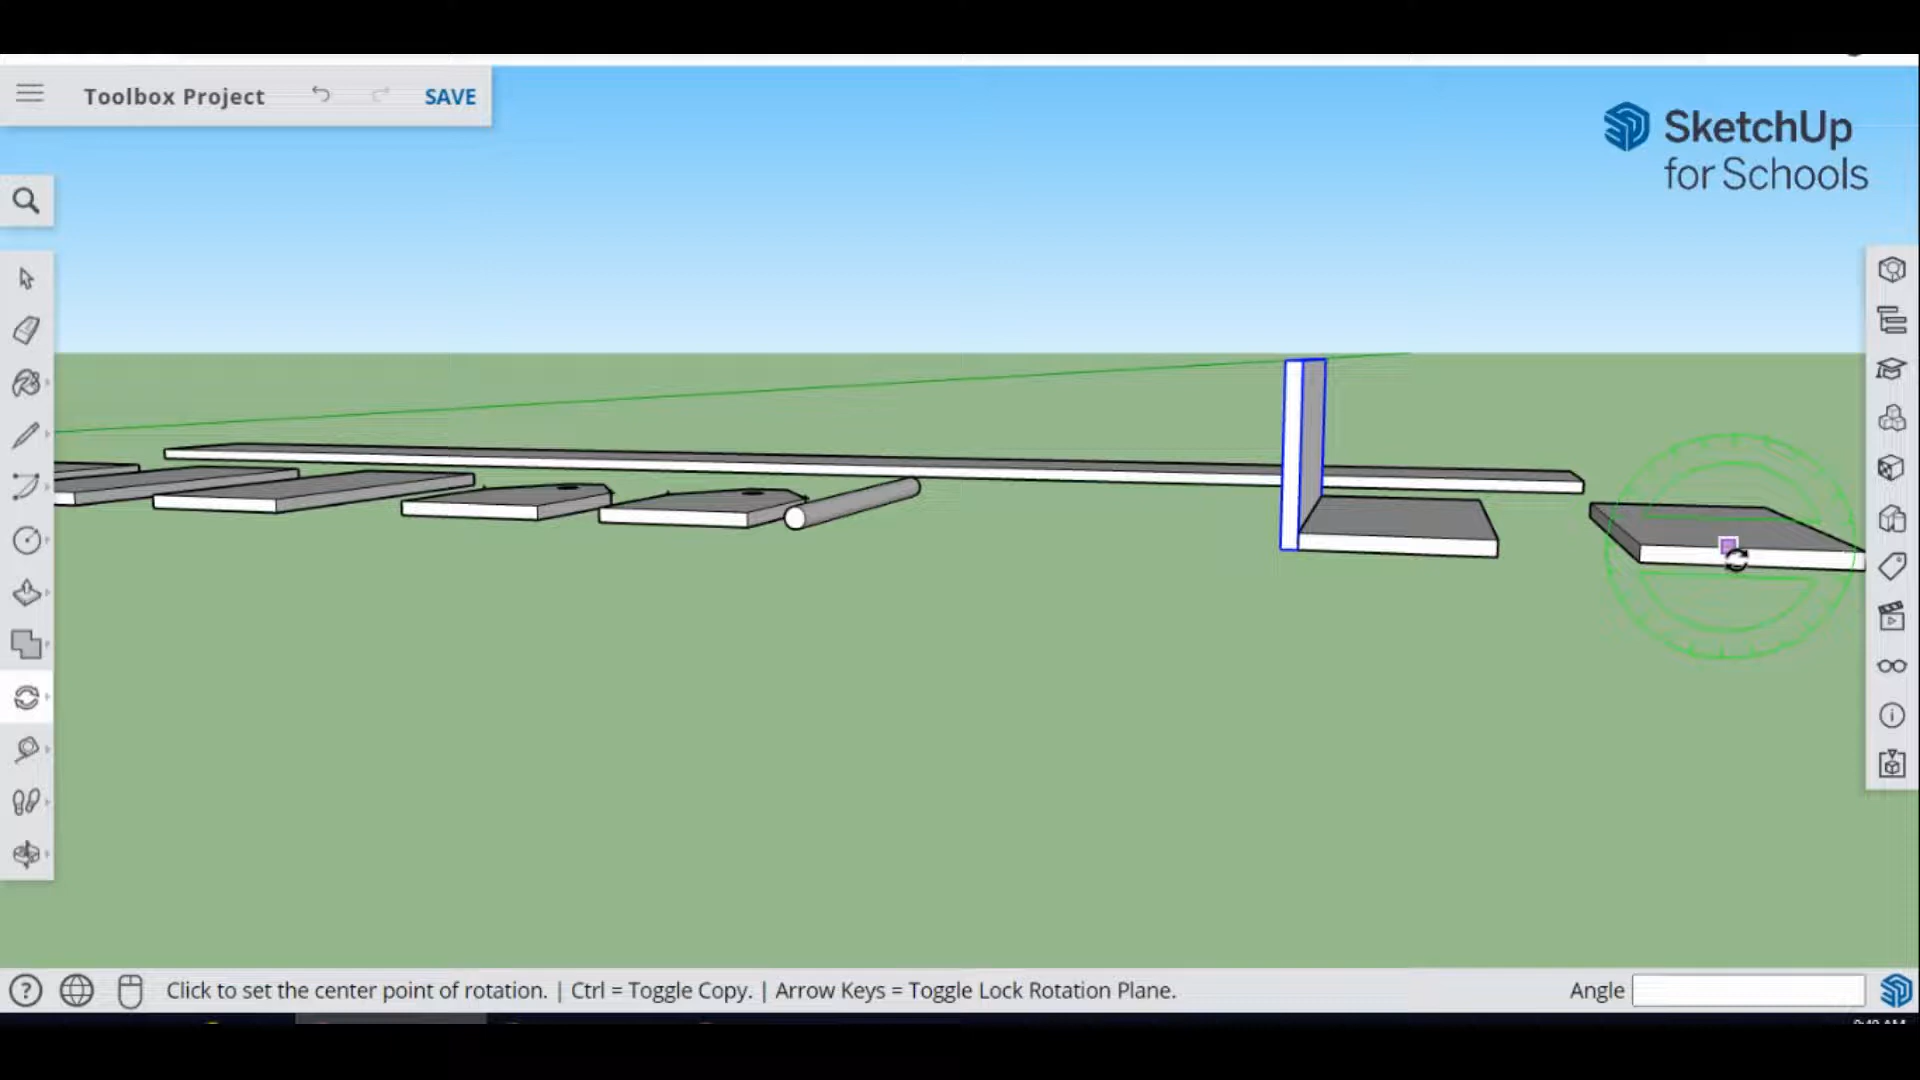 Toolbox Project SAVE
SketchUp
for Schools
Click to set the center point of rotation. | Ctrl = Toggle Copy. | Arrow Keys = Toggle Lock Rotation Plane. Angle